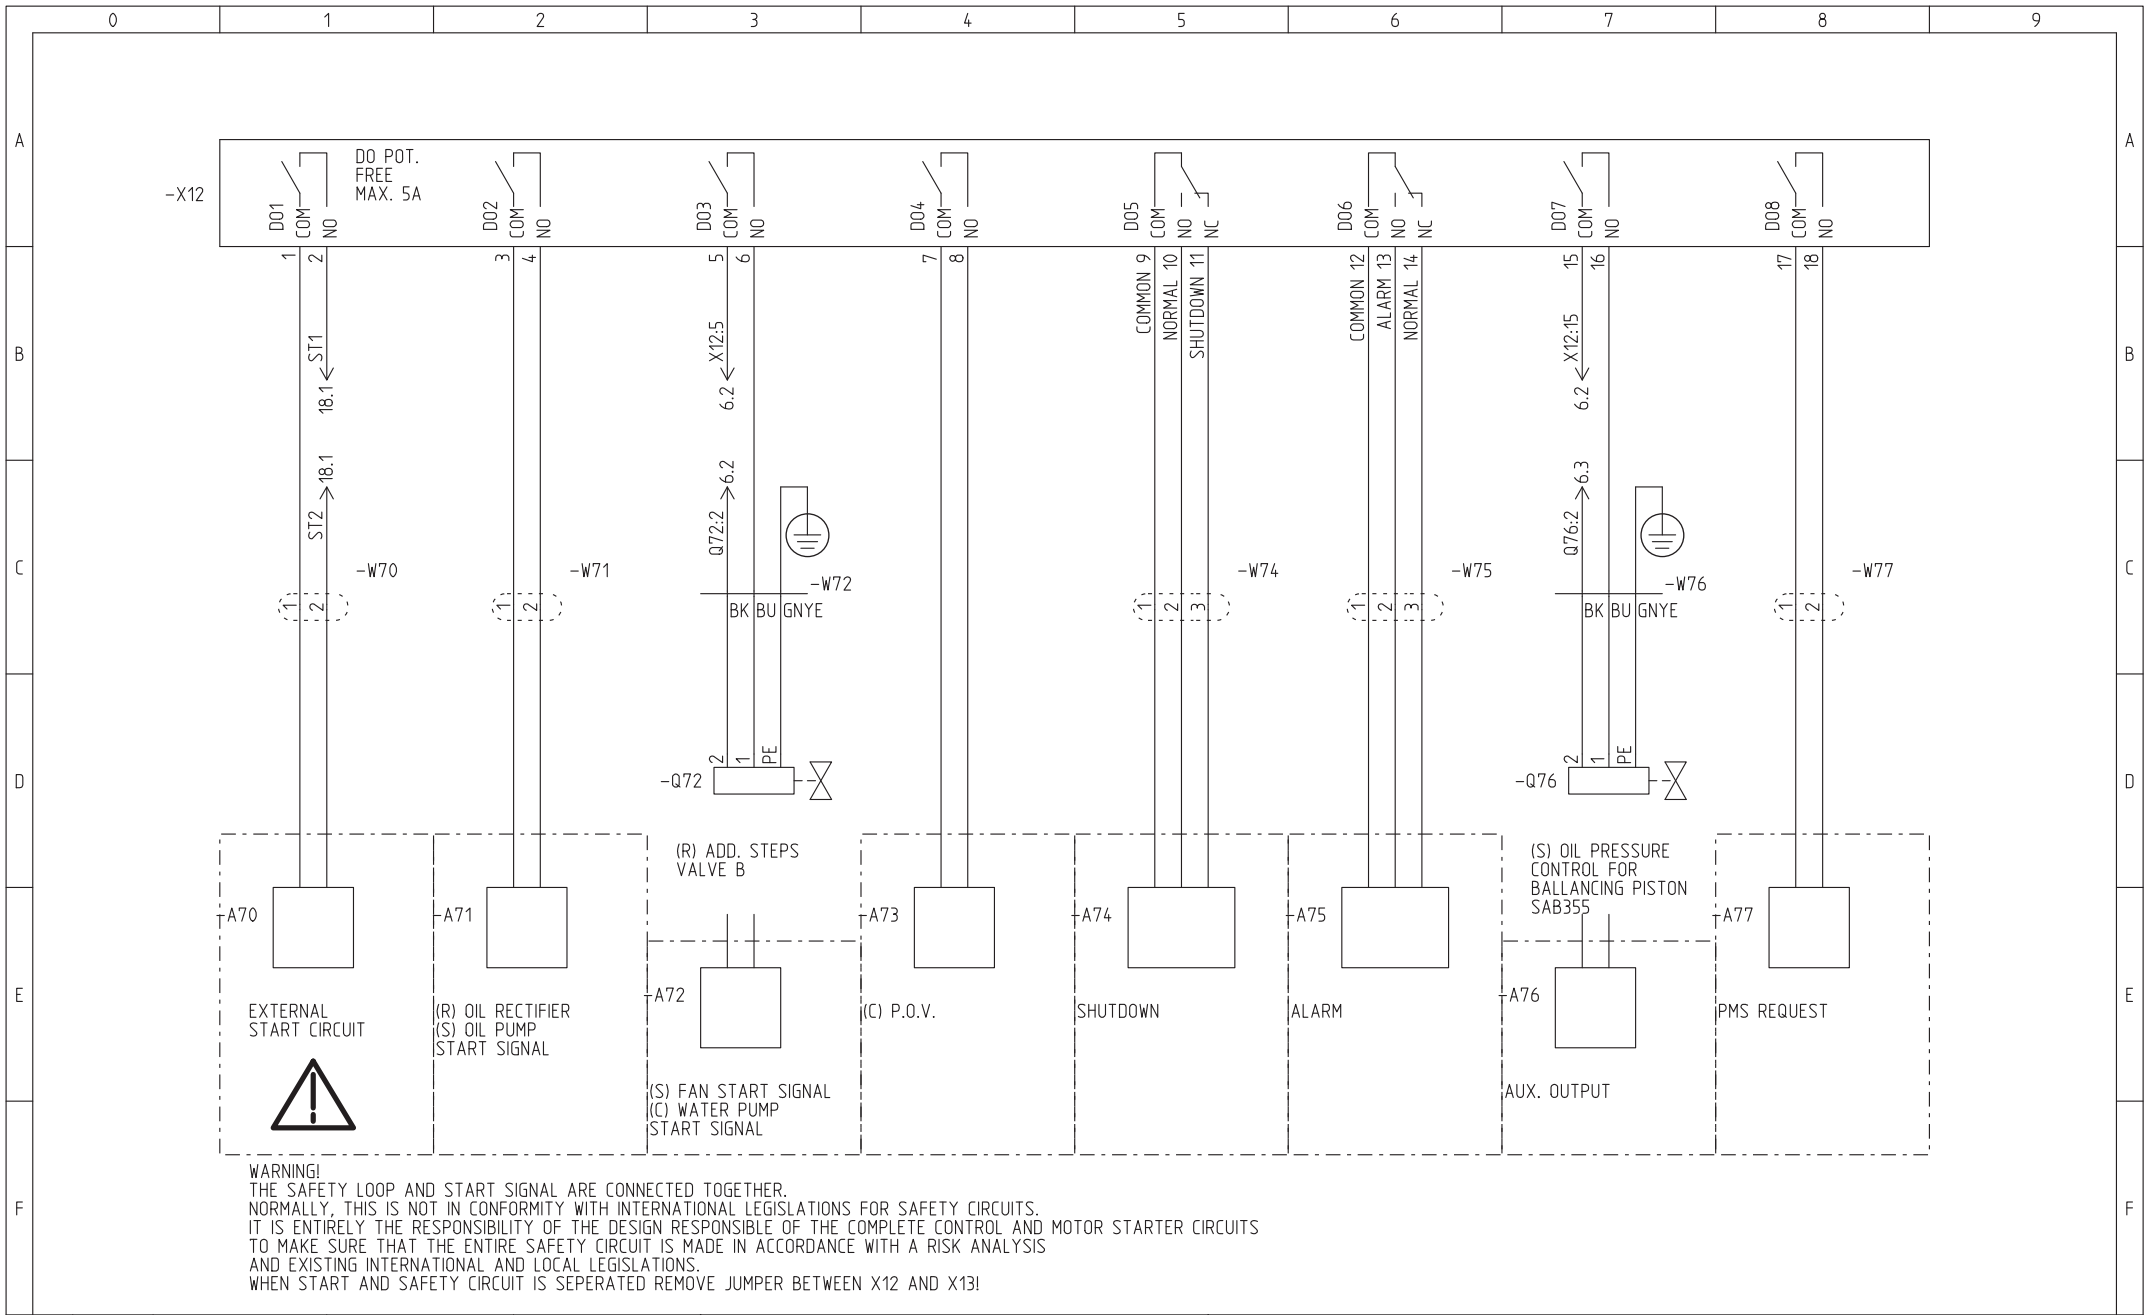 0 1 2 3 4 5 6 7 8 9
A A
-X12
DO POT.
FREE
MAX. 5A
DO1 COM NO
DO2 COM NO
DO3 COM NO
DO4 COM NO
DO5 COM NO NC
DO6 COM NO NC
DO7 COM NO
DO8 COM NO
1 2
3 4
5 6
7 8
COMMON 9
NORMAL 10
SHUTDOWN 11
COMMON 12
ALARM 13
NORMAL 14
15 16
17 18
B B
ST1
18.1
X12:5
6.2
X12:15
6.2
18.1
ST2
6.2
Q72:2
6.3
Q76:2
C C
-W70
1 2
-W71
1 2
-W72
BK BU GNYE
-W74
1 2 3
-W75
1 2 3
-W76
BK BU GNYE
-W77
1 2
D D
2 1 PE
-Q72
2 1 PE
-Q76
(R) ADD. STEPS
VALVE B
(S) OIL PRESSURE
CONTROL FOR
BALLANCING PISTON
SAB355
-A70
-A71
-A73
-A74
-A75
-A77
E E
-A72
-A76
EXTERNAL
START CIRCUIT
(R) OIL RECTIFIER
(S) OIL PUMP
START SIGNAL
(C) P.O.V.
SHUTDOWN
ALARM
PMS REQUEST
(S) FAN START SIGNAL
(C) WATER PUMP
START SIGNAL
AUX. OUTPUT
F F
WARNING!
THE SAFETY LOOP AND START SIGNAL ARE CONNECTED TOGETHER.
NORMALLY, THIS IS NOT IN CONFORMITY WITH INTERNATIONAL LEGISLATIONS FOR SAFETY CIRCUITS.
IT IS ENTIRELY THE RESPONSIBILITY OF THE DESIGN RESPONSIBLE OF THE COMPLETE CONTROL AND MOTOR STARTER CIRCUITS
TO MAKE SURE THAT THE ENTIRE SAFETY CIRCUIT IS MADE IN ACCORDANCE WITH A RISK ANALYSIS
AND EXISTING INTERNATIONAL AND LOCAL LEGISLATIONS.
WHEN START AND SAFETY CIRCUIT IS SEPERATED REMOVE JUMPER BETWEEN X12 AND X13!